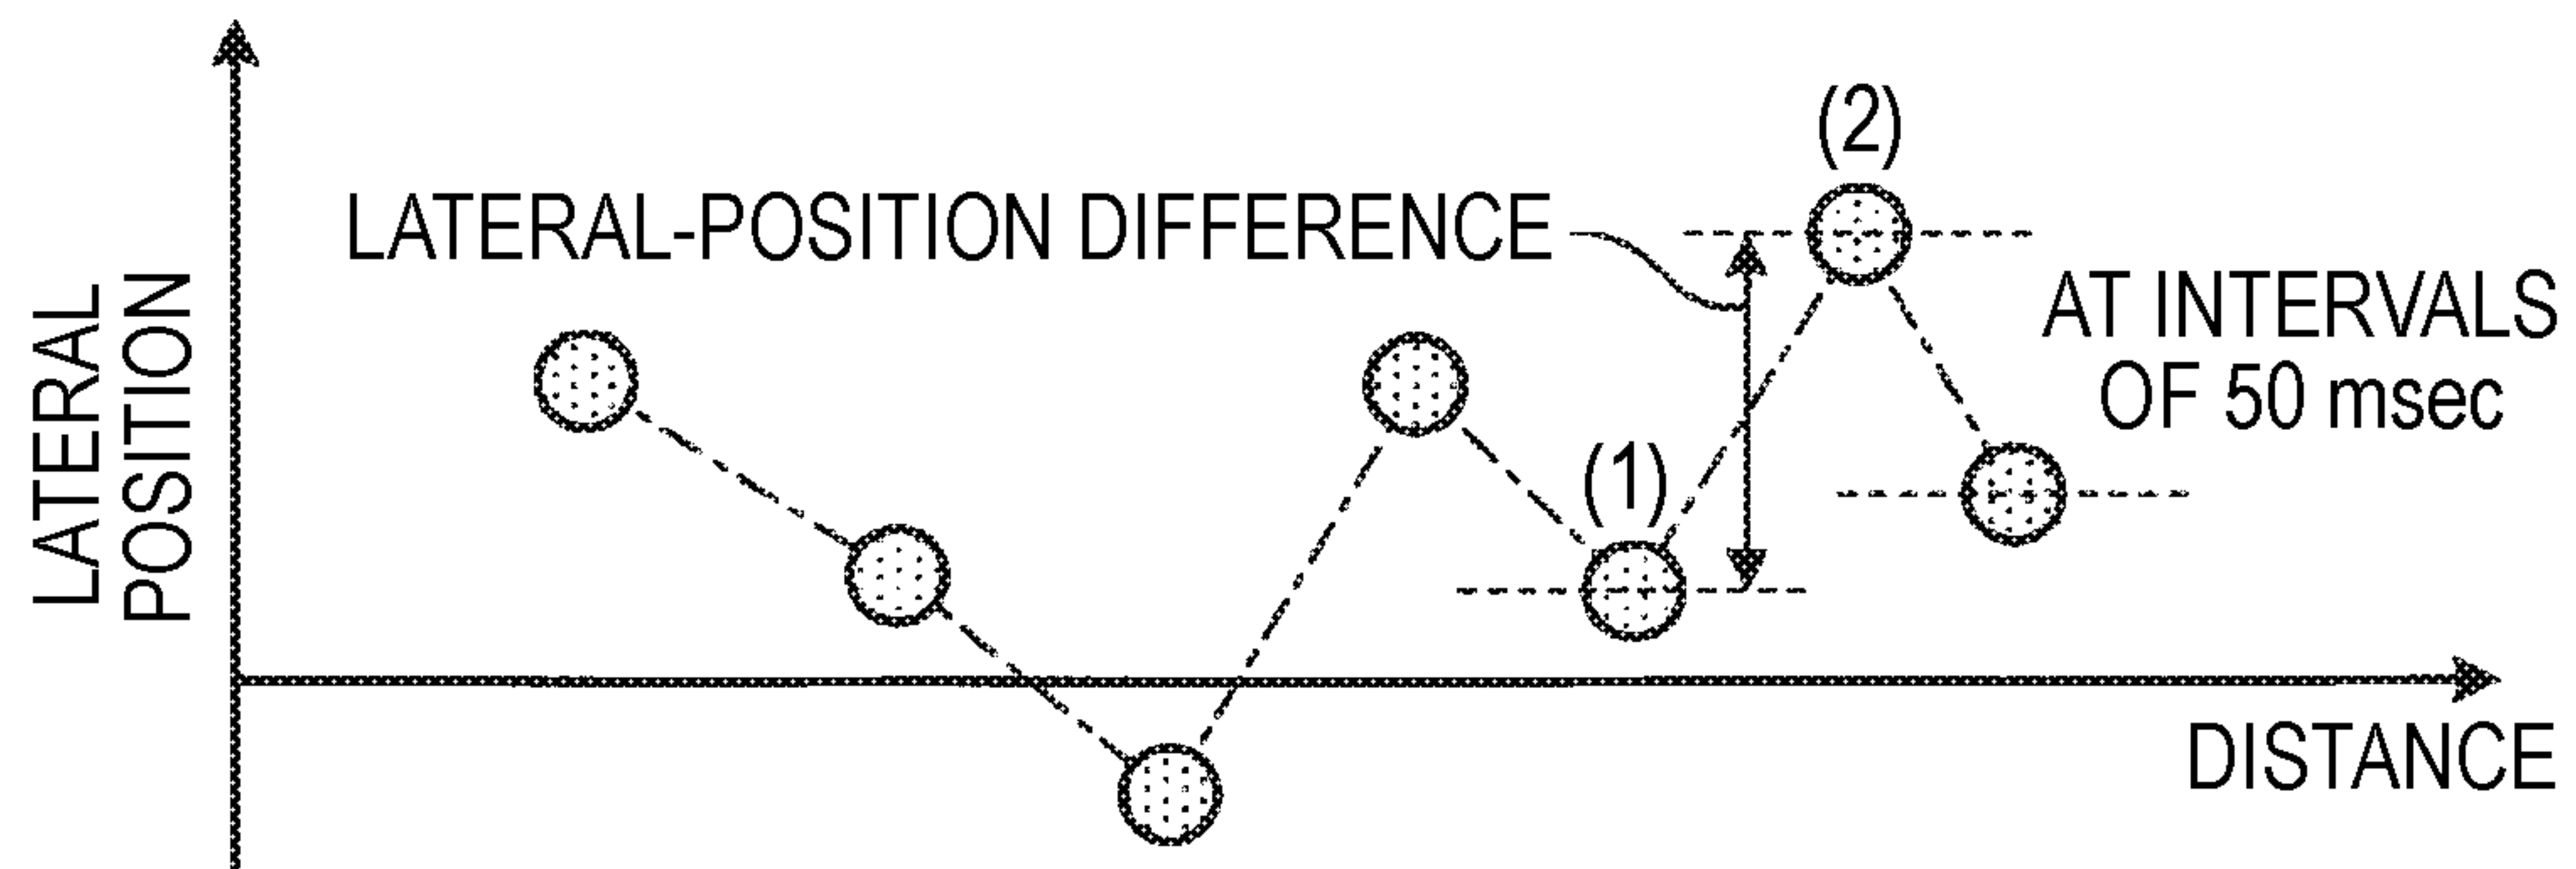 LATERAL
POSITION
LATERAL-POSITION DIFFERENCE
(2)
(1)
AT INTERVALS
OF 50 msec
DISTANCE